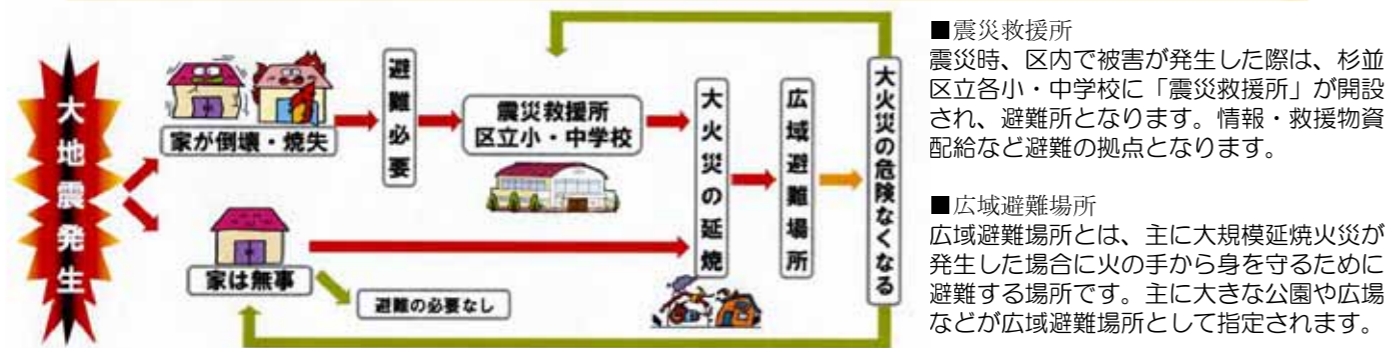 大地震発生
家が倒壊・焼失
避難必要
震災救援所
区立小・中学校
大火災の延焼
広域避難場所
大火災の危険なくなる
家は無事
避難の必要なし
■震災救援所
震災時、区内で被害が発生した際は、杉並
区立各小・中学校に「震災救援所」が開設
され、避難所となります。情報・救援物資
配給など避難の拠点となります。
■広域避難場所
広域避難場所とは、主に大規模延焼火災が
発生した場合に火の手から身を守るために
避難する場所です。主に大きな公園や広場
などが広域避難場所として指定されます。